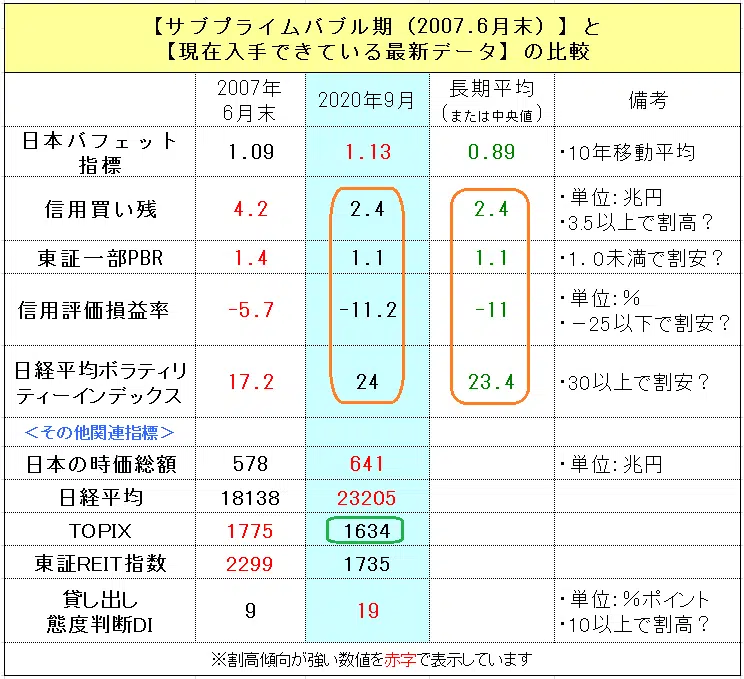 【サブプライムバブル期（2007.6月末）】と
【現在入手できている最新データ】の比較
2007年
6月末
2020年9月
長期平均
（または中央値）
備考
日本バフェット
指標
1.09
1.13
0.89
・10年移動平均
信用買い残
4.2
2.4
2.4
・単位：兆円
・3.5以上で割高？
東証一部PBR
1.4
1.1
1.1
・1.0未満で割安？
信用評価損益率
-5.7
-11.2
-11
・単位：％
・－25以下で割安？
日経平均ボラティリ
ティーインデックス
17.2
24
23.4
・30以上で割安？
＜その他関連指標＞
日本の時価総額
578
641
・単位：兆円
日経平均
18138
23205
TOPIX
1775
1634
東証REIT指数
2299
1735
貸し出し
態度判断DI
9
19
・単位：％ポイント
・10以上で割高？
※割高傾向が強い数値を赤字で表示しています